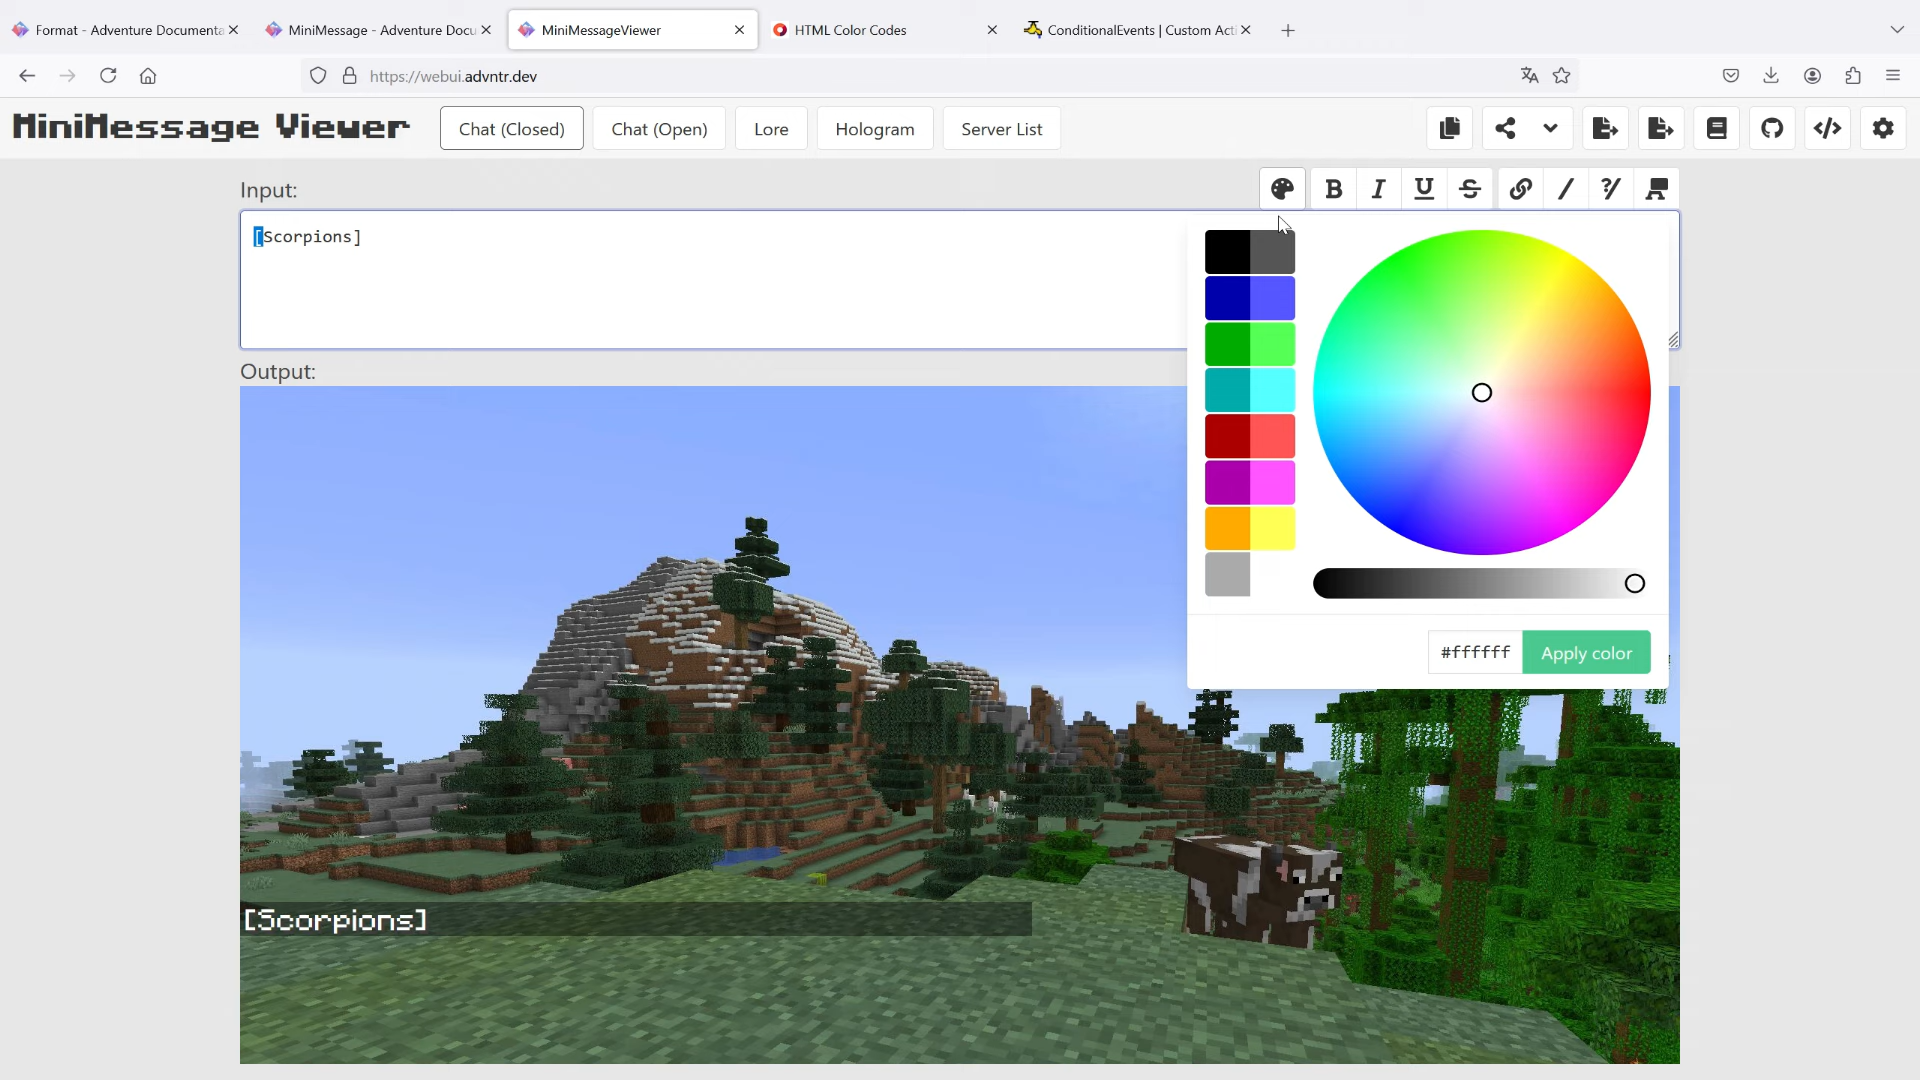 Format - Adventure Documenta
MiniMessage - Adventure Docu
MiniMessageViewer
HTML Color Codes
ConditionalEvents | Custom Acti
https://webui.advntr.dev
MiniMessage Viewer
Chat (Closed)
Chat (Open)
Lore
Hologram
Server List
Input:
B I U S
[Scorpions]
Output:
#ffffff
Apply color
[Scorpions]